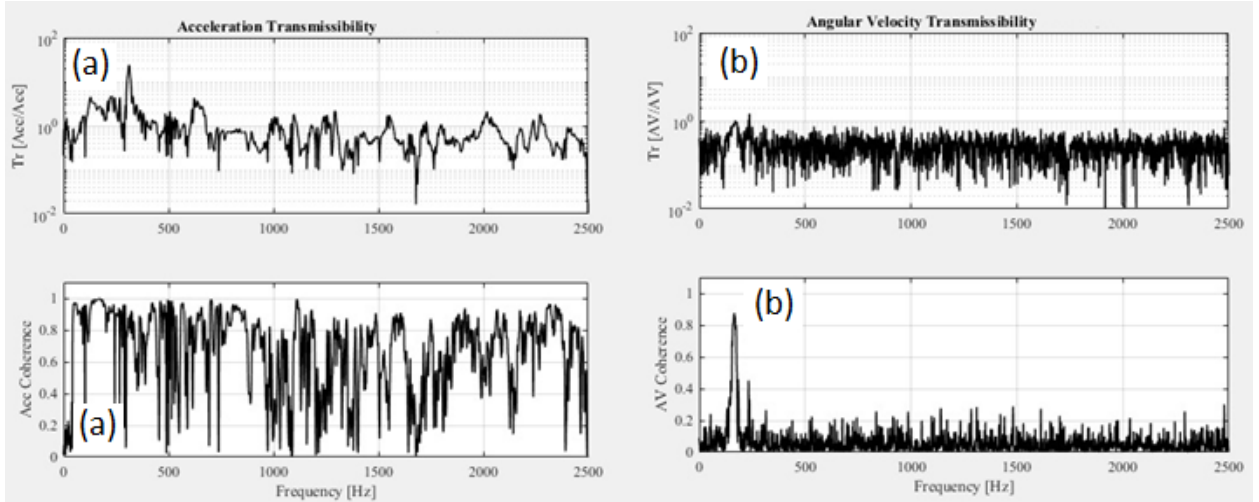 Acceleration Transmissibility
(a)
Tr [Acc/Acc]
10^2
10^0
10^-2
0 500 1000 1500 2000 2500
Acc Coherence
1
0.8
0.6
0.4
0.2
0
(a)
0 500 1000 1500 2000 2500
Frequency [Hz]
Angular Velocity Transmissibility
(b)
Tr [AV/AV]
10^2
10^0
10^-2
0 500 1000 1500 2000 2500
(b)
AV Coherence
1
0.8
0.6
0.4
0.2
0
0 500 1000 1500 2000 2500
Frequency [Hz]